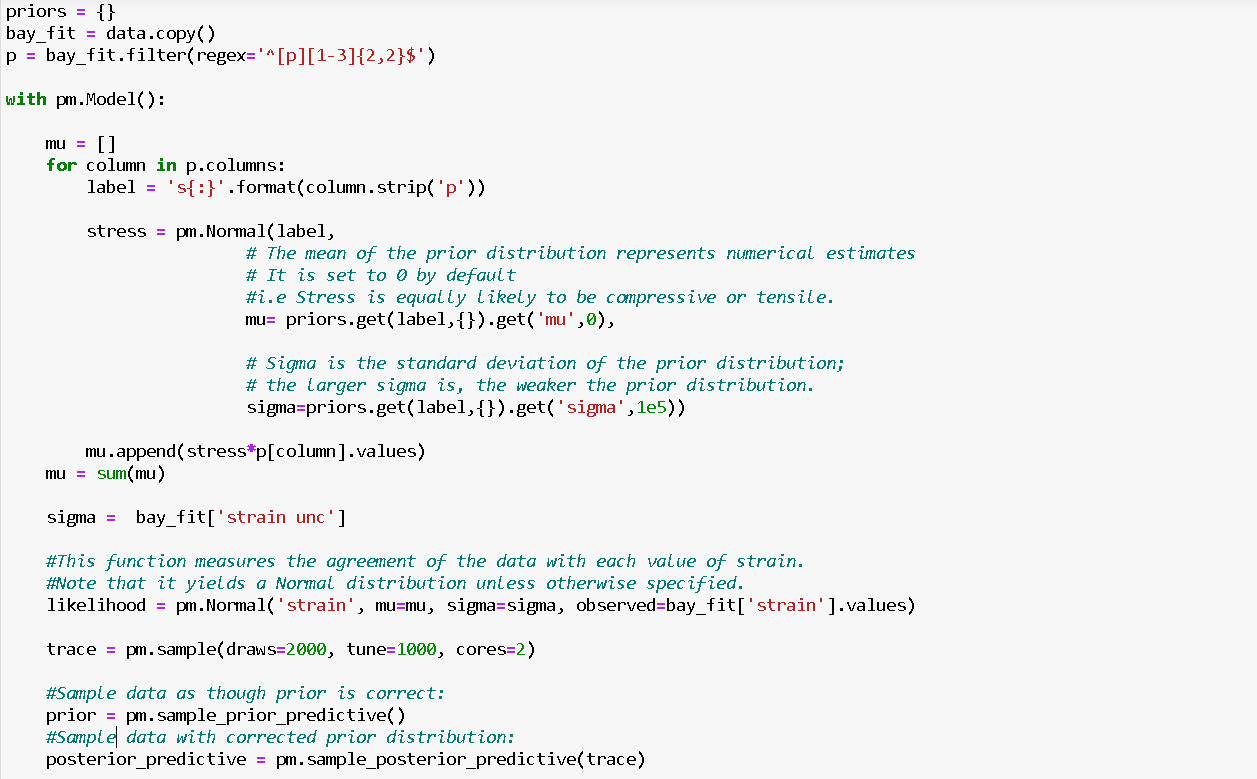 priors = {}
bay_fit = data.copy()
p = bay_fit.filter(regex='^[p][1-3]{2,2}$')
with pm.Model():
    mu = []
    for column in p.columns:
        label = 's{:}'.format(column.strip('p'))
        stress = pm.Normal(label,
                        # The mean of the prior distribution represents numerical estimates
                        # It is set to 0 by default
                        #i.e Stress is equally likely to be compressive or tensile.
                        mu= priors.get(label,{}).get('mu',0),
                        # Sigma is the standard deviation of the prior distribution;
                        # the larger sigma is, the weaker the prior distribution.
                        sigma=priors.get(label,{}).get('sigma',1e5))
        mu.append(stress*p[column].values)
    mu = sum(mu)
    sigma =  bay_fit['strain unc']
    #This function measures the agreement of the data with each value of strain.
    #Note that it yields a Normal distribution unless otherwise specified.
    likelihood = pm.Normal('strain', mu=mu, sigma=sigma, observed=bay_fit['strain'].values)
    trace = pm.sample(draws=2000, tune=1000, cores=2)
    #Sample data as though prior is correct:
    prior = pm.sample_prior_predictive()
    #Sample data with corrected prior distribution:
    posterior_predictive = pm.sample_posterior_predictive(trace)